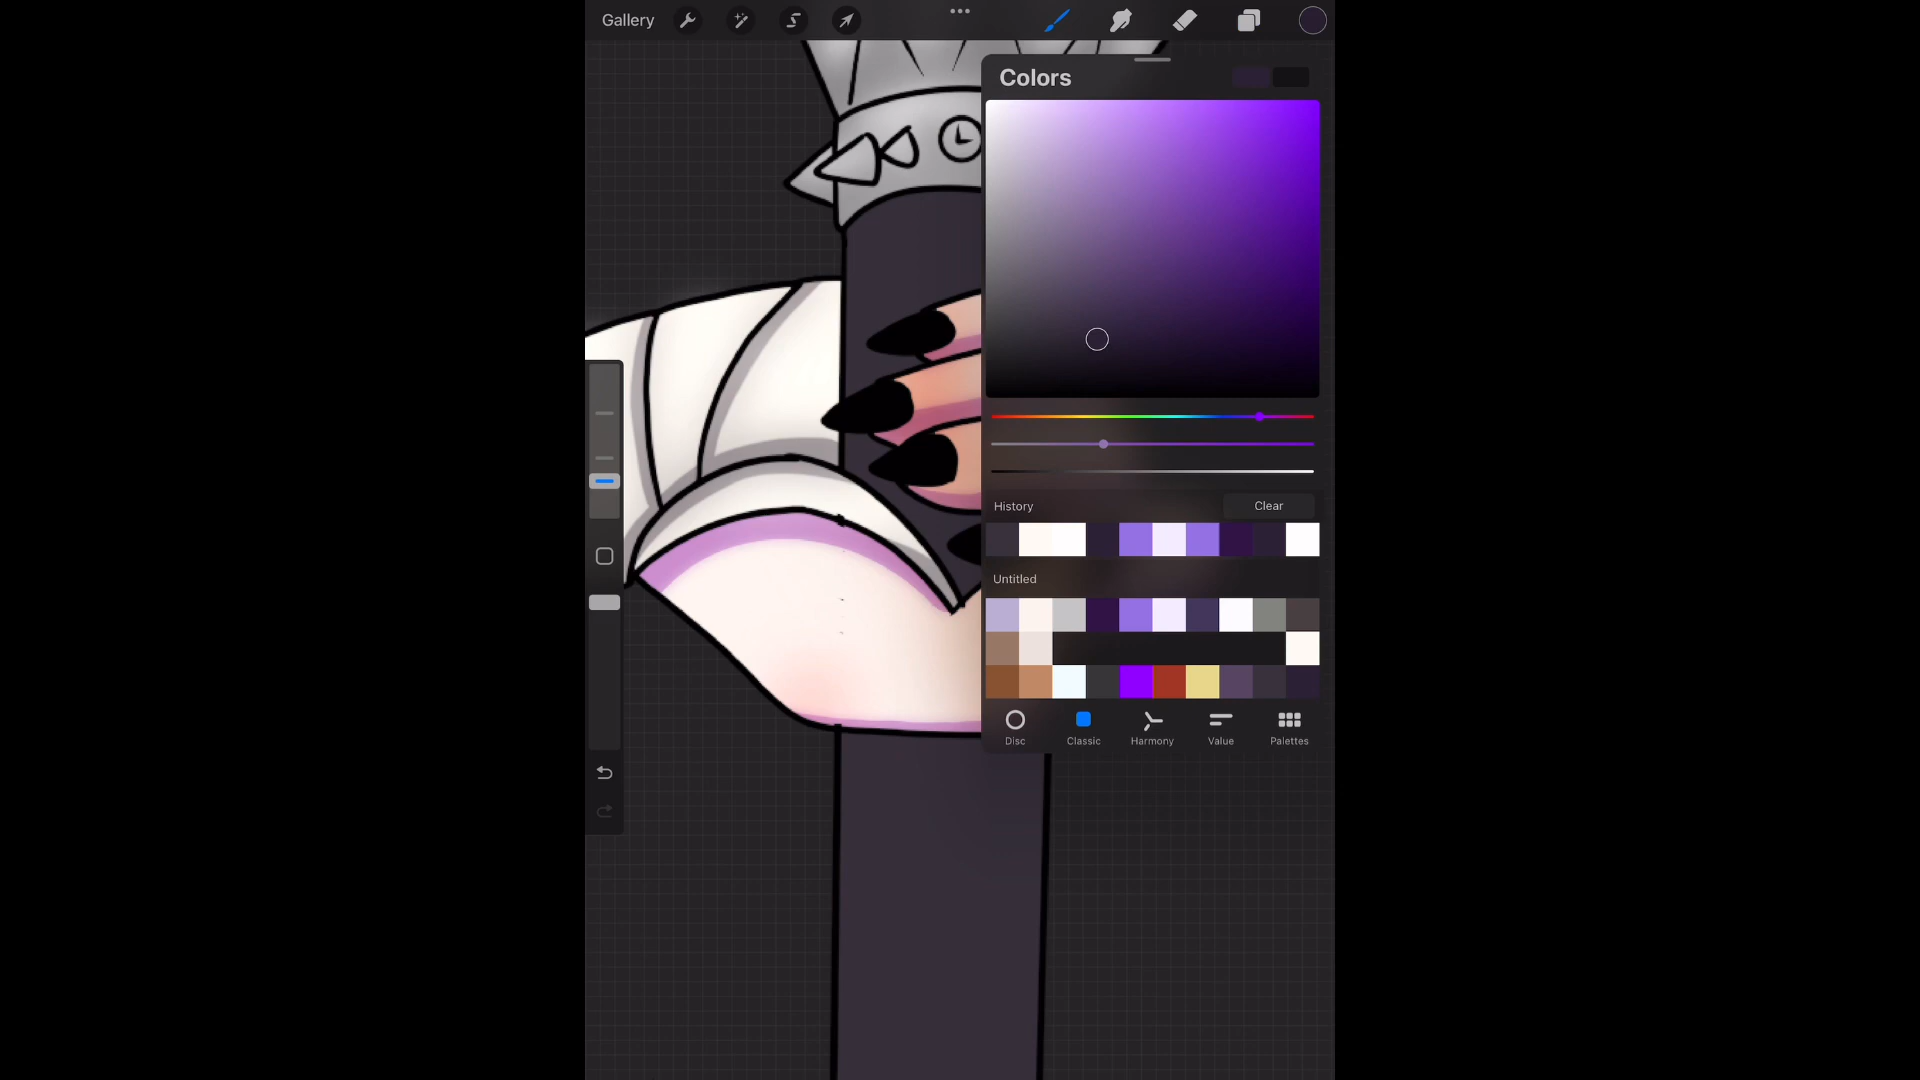 Gallery
Colors
History
Clear
Untitled
Disc
Classic
Harmony
Value
Palettes